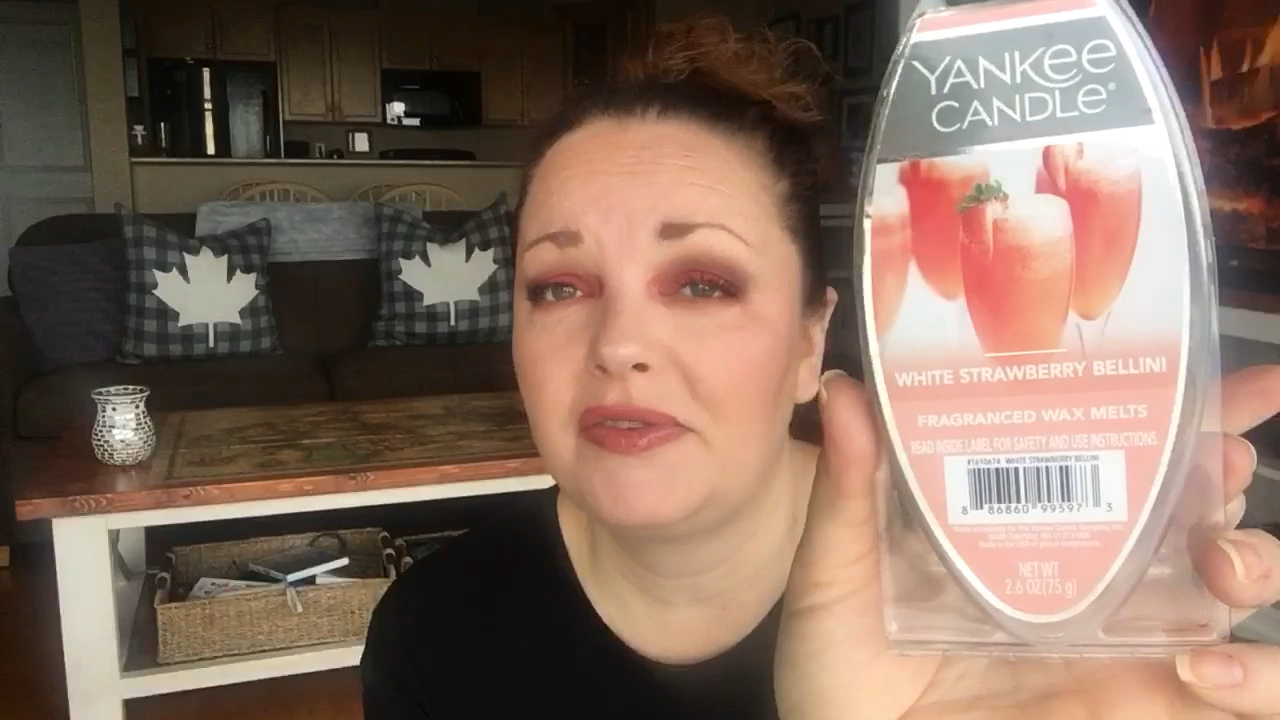 YANKEE
CANDLE®
WHITE STRAWBERRY BELLINI
FRAGRANCED WAX MELTS
READ INSIDE LABEL FOR SAFETY AND USE INSTRUCTIONS.
#1610674 WHITE STRAWBERRY BELLINI
8 86860 99597 3
NET WT
2.6 OZ (75 g)